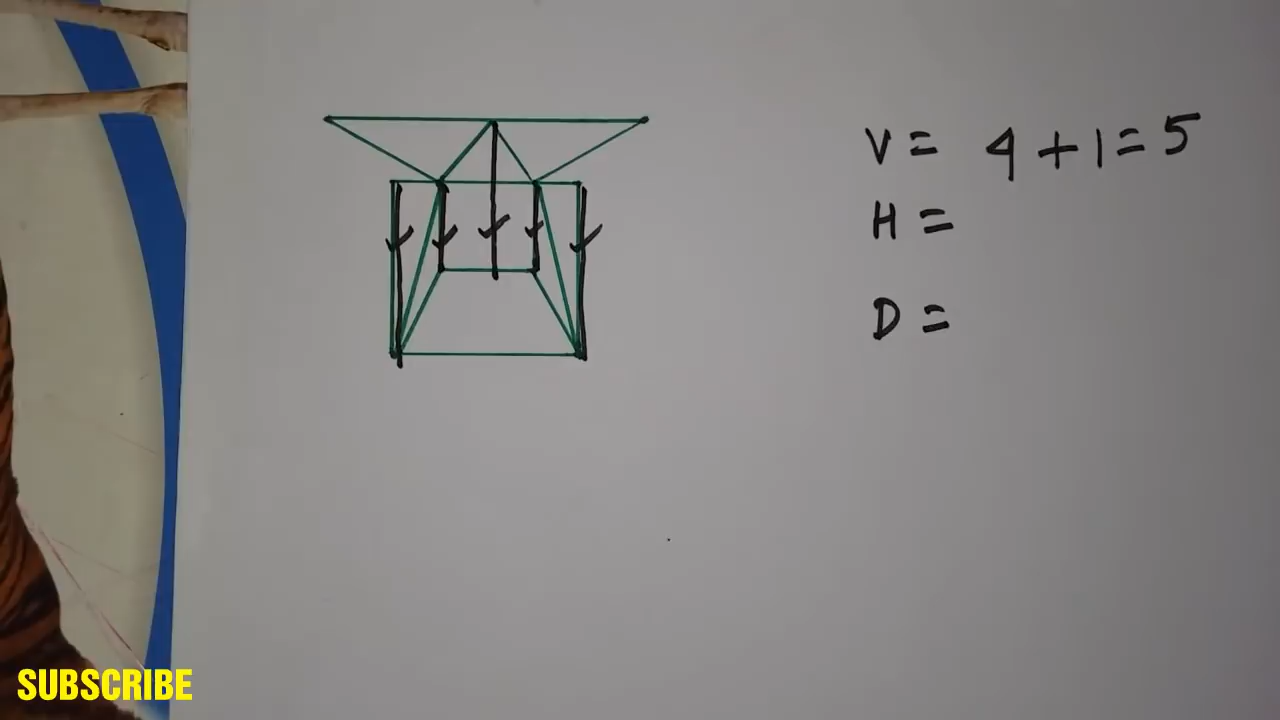 V = 4 + 1 = 5
H =
D =
SUBSCRIBE